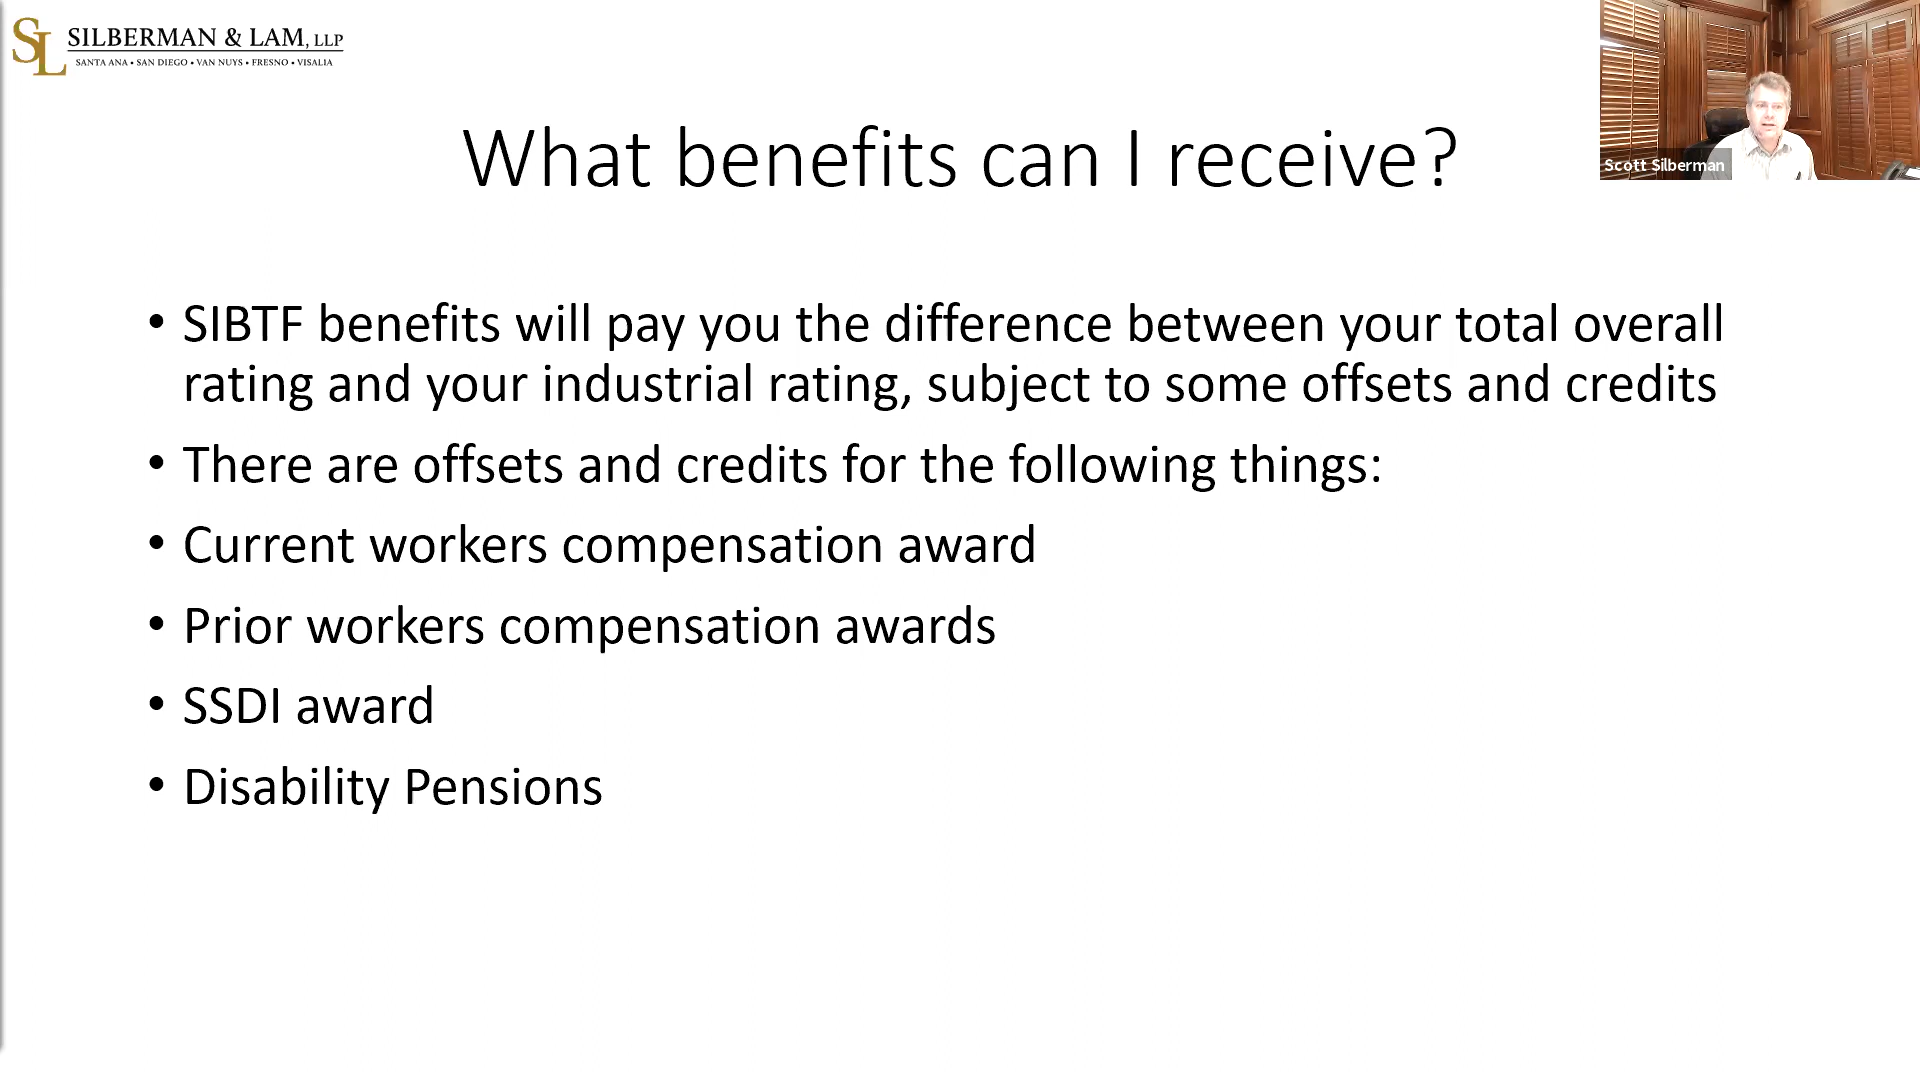 SL SILBERMAN & LAM, LLP
SANTA ANA • SAN DIEGO • VAN NUYS • FRESNO • VISALIA
Scott Silberman
What benefits can I receive?
• SIBTF benefits will pay you the difference between your total overall
rating and your industrial rating, subject to some offsets and credits
• There are offsets and credits for the following things:
• Current workers compensation award
• Prior workers compensation awards
• SSDI award
• Disability Pensions